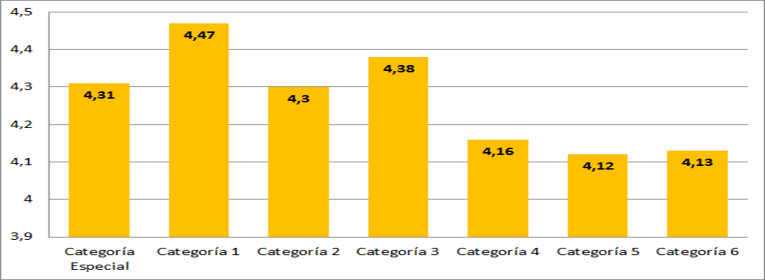 4,5
4,4
4,3
4,2
4,1
4
3,9
4,31
4,47
4,3
4,38
4,16
4,12
4,13
Categoría
Especial
Categoría 1
Categoría 2
Categoría 3
Categoría 4
Categoría 5
Categoría 6